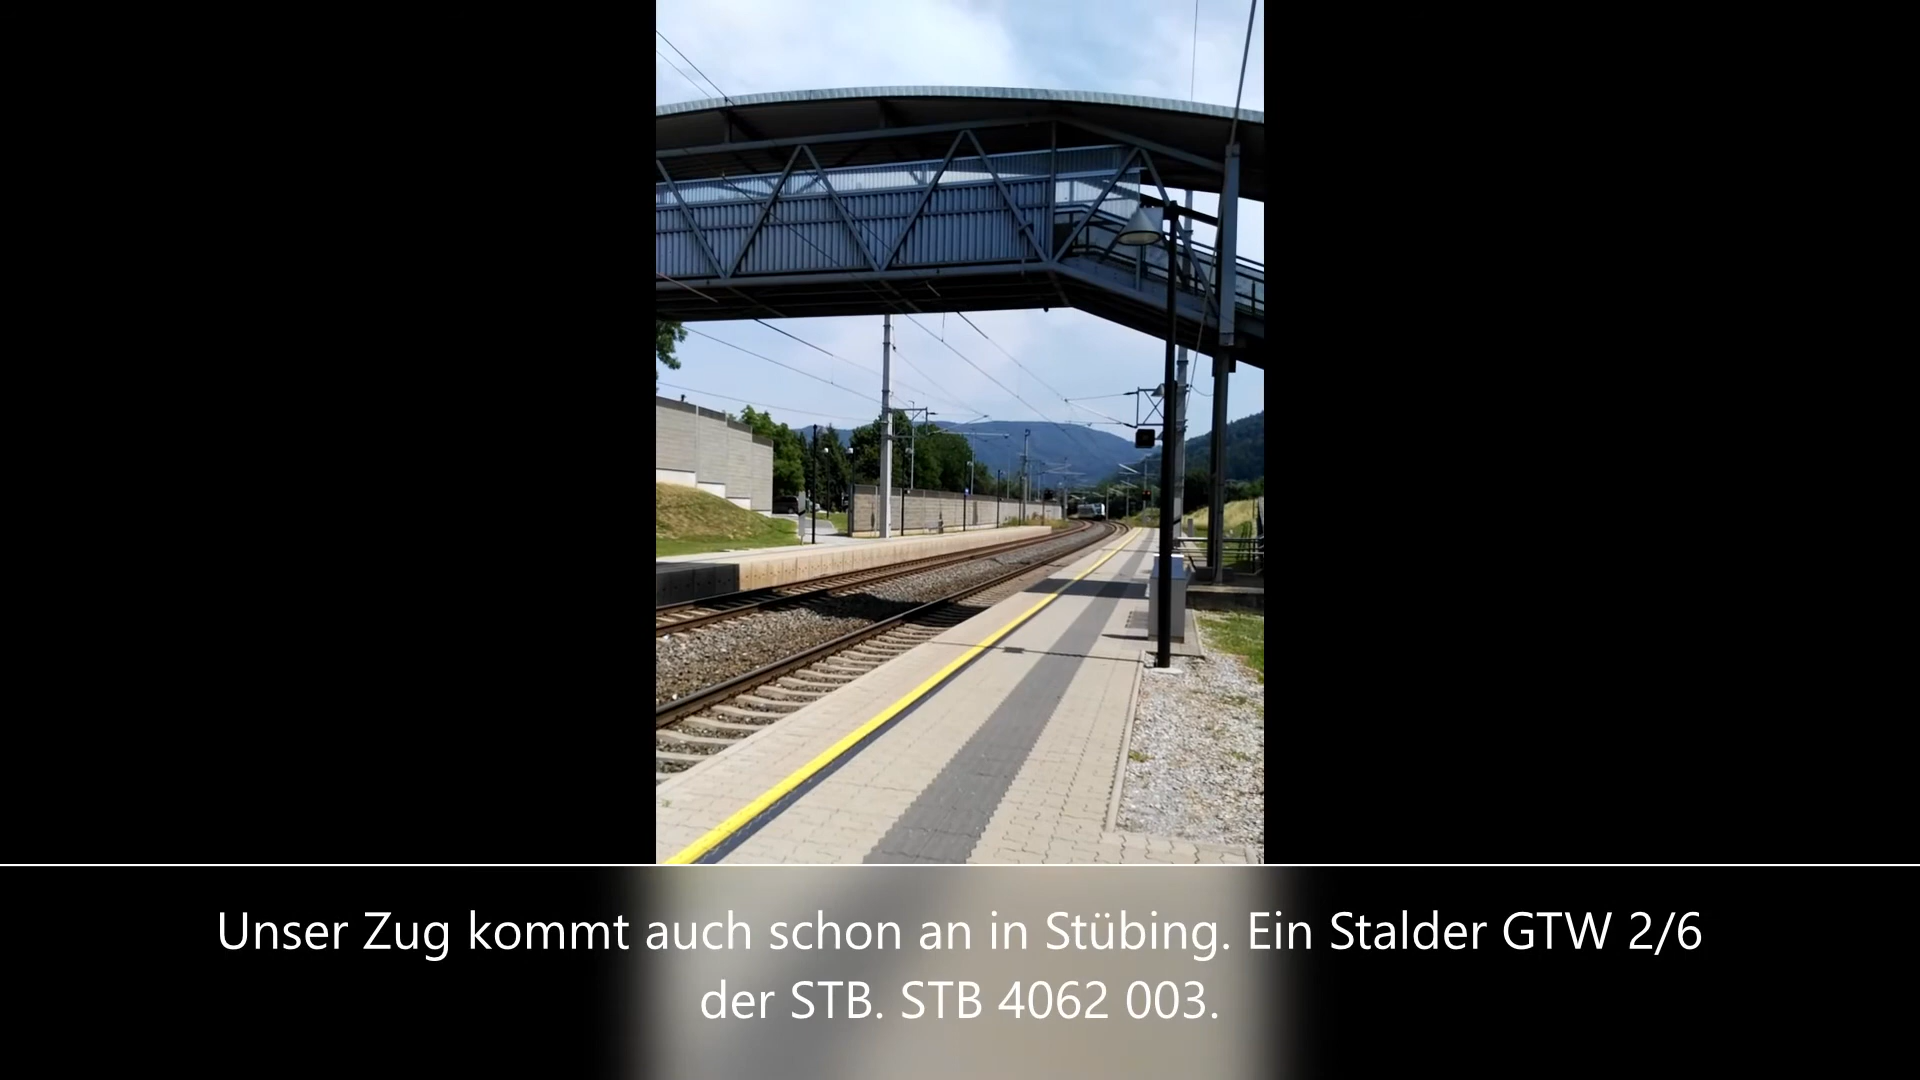 Unser Zug kommt auch schon an in Stübing. Ein Stalder GTW 2/6
der STB. STB 4062 003.